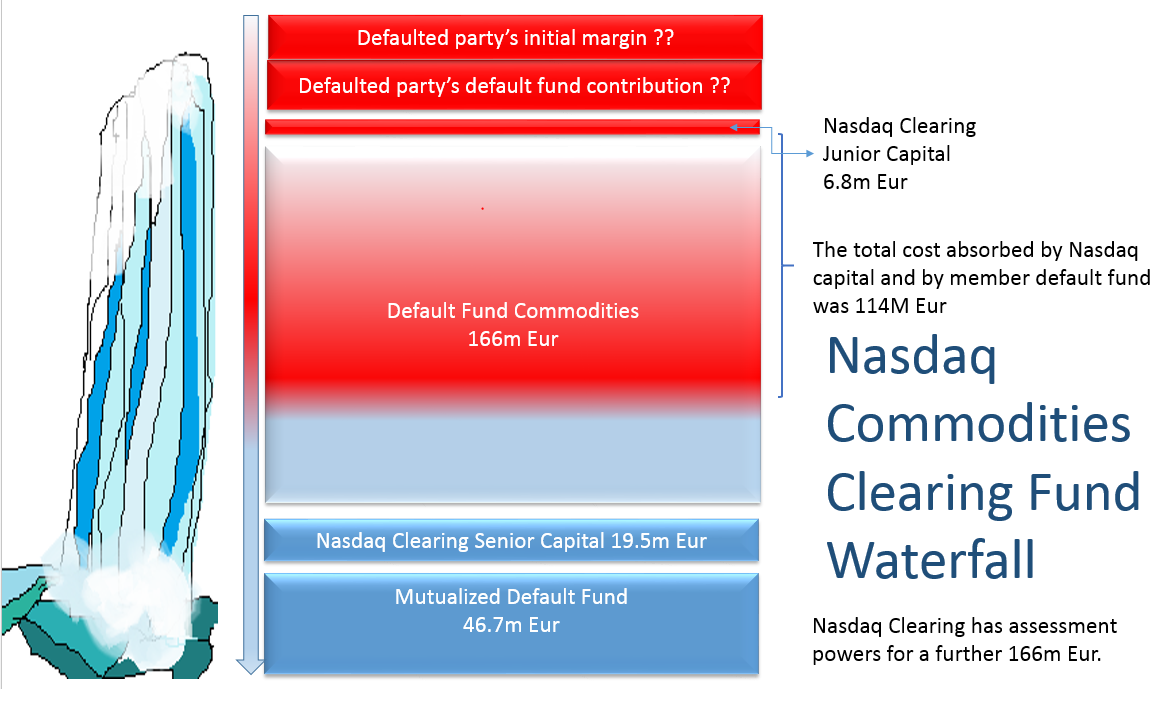 Defaulted party’s initial margin ??
Defaulted party’s default fund contribution ??
Nasdaq Clearing
Junior Capital
6.8m Eur
The total cost absorbed by Nasdaq
capital and by member default fund
was 114M Eur
Default Fund Commodities
166m Eur
Nasdaq
Commodities
Clearing Fund
Waterfall
Nasdaq Clearing Senior Capital 19.5m Eur
Mutualized Default Fund
46.7m Eur
Nasdaq Clearing has assessment
powers for a further 166m Eur.